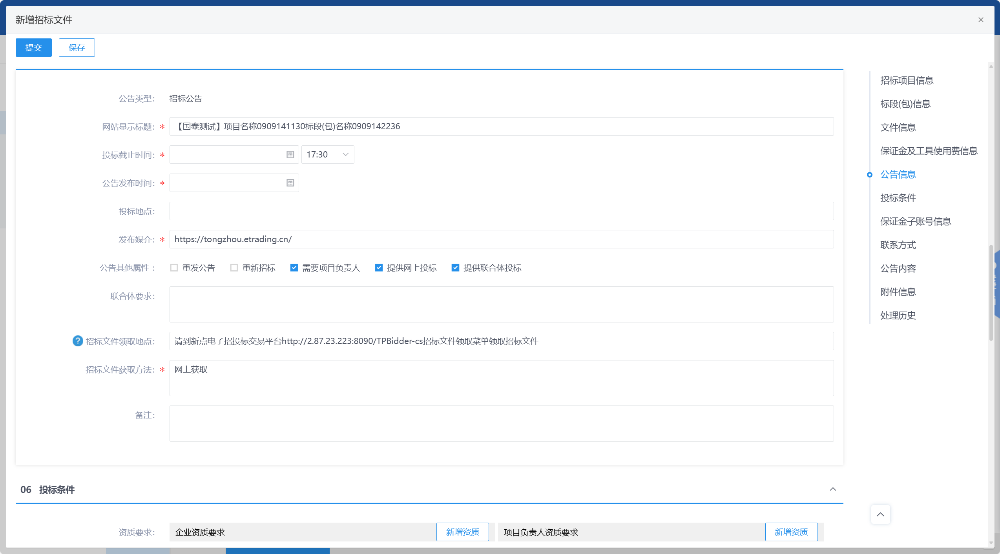 新增招标文件
提交 保存
公告类型： 招标公告
网站显示标题： * 【国泰测试】项目名称0909141130标段(包)名称0909142236
投标截止时间： * 17:30
公告发布时间： *
投标地点：
发布媒介： * https://tongzhou.etrading.cn/
公告其他属性： 重发公告 重新招标 需要项目负责人 提供网上投标 提供联合体投标
联合体要求：
? 招标文件领取地点： 请到新点电子招投标交易平台http://2.87.23.223:8090/TPBidder-cs招标文件领取菜单领取招标文件
招标文件获取方法： * 网上获取
备注：
06 投标条件
资质要求： 企业资质要求 新增资质 项目负责人资质要求 新增资质
招标项目信息
标段(包)信息
文件信息
保证金及工具使用费信息
公告信息
投标条件
保证金子账号信息
联系方式
公告内容
附件信息
处理历史